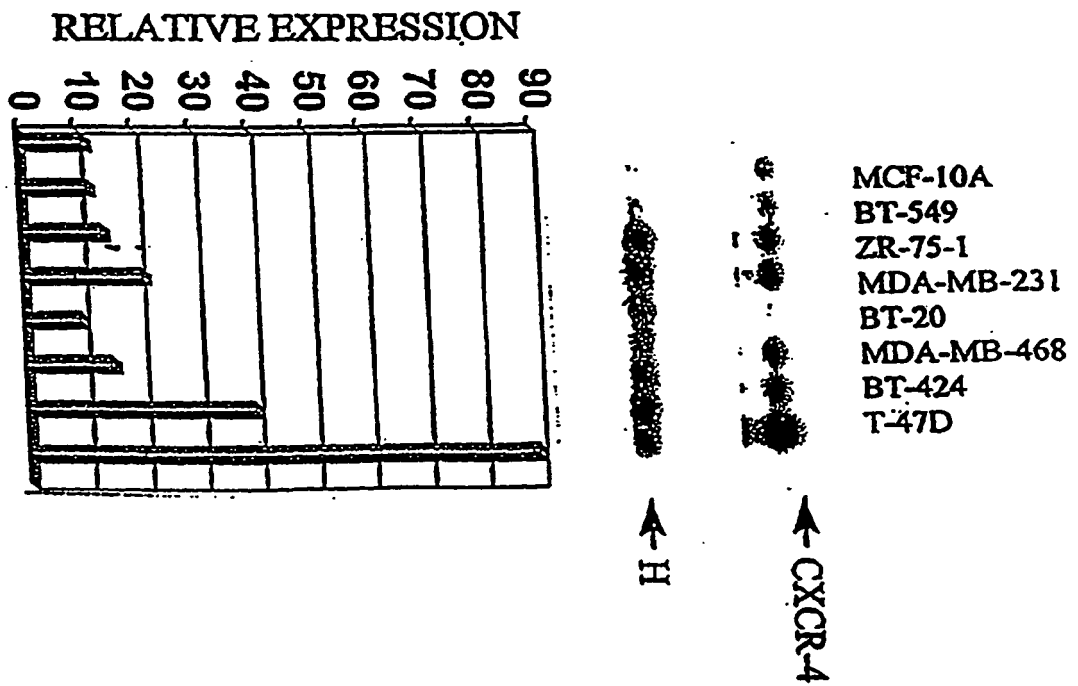 RELATIVE EXPRESSION
0 10 20 30 40 50 60 70 80 90
MCF-10A
BT-549
ZR-75-1
MDA-MB-231
BT-20
MDA-MB-468
BT-424
T-47D
H
CXCR-4